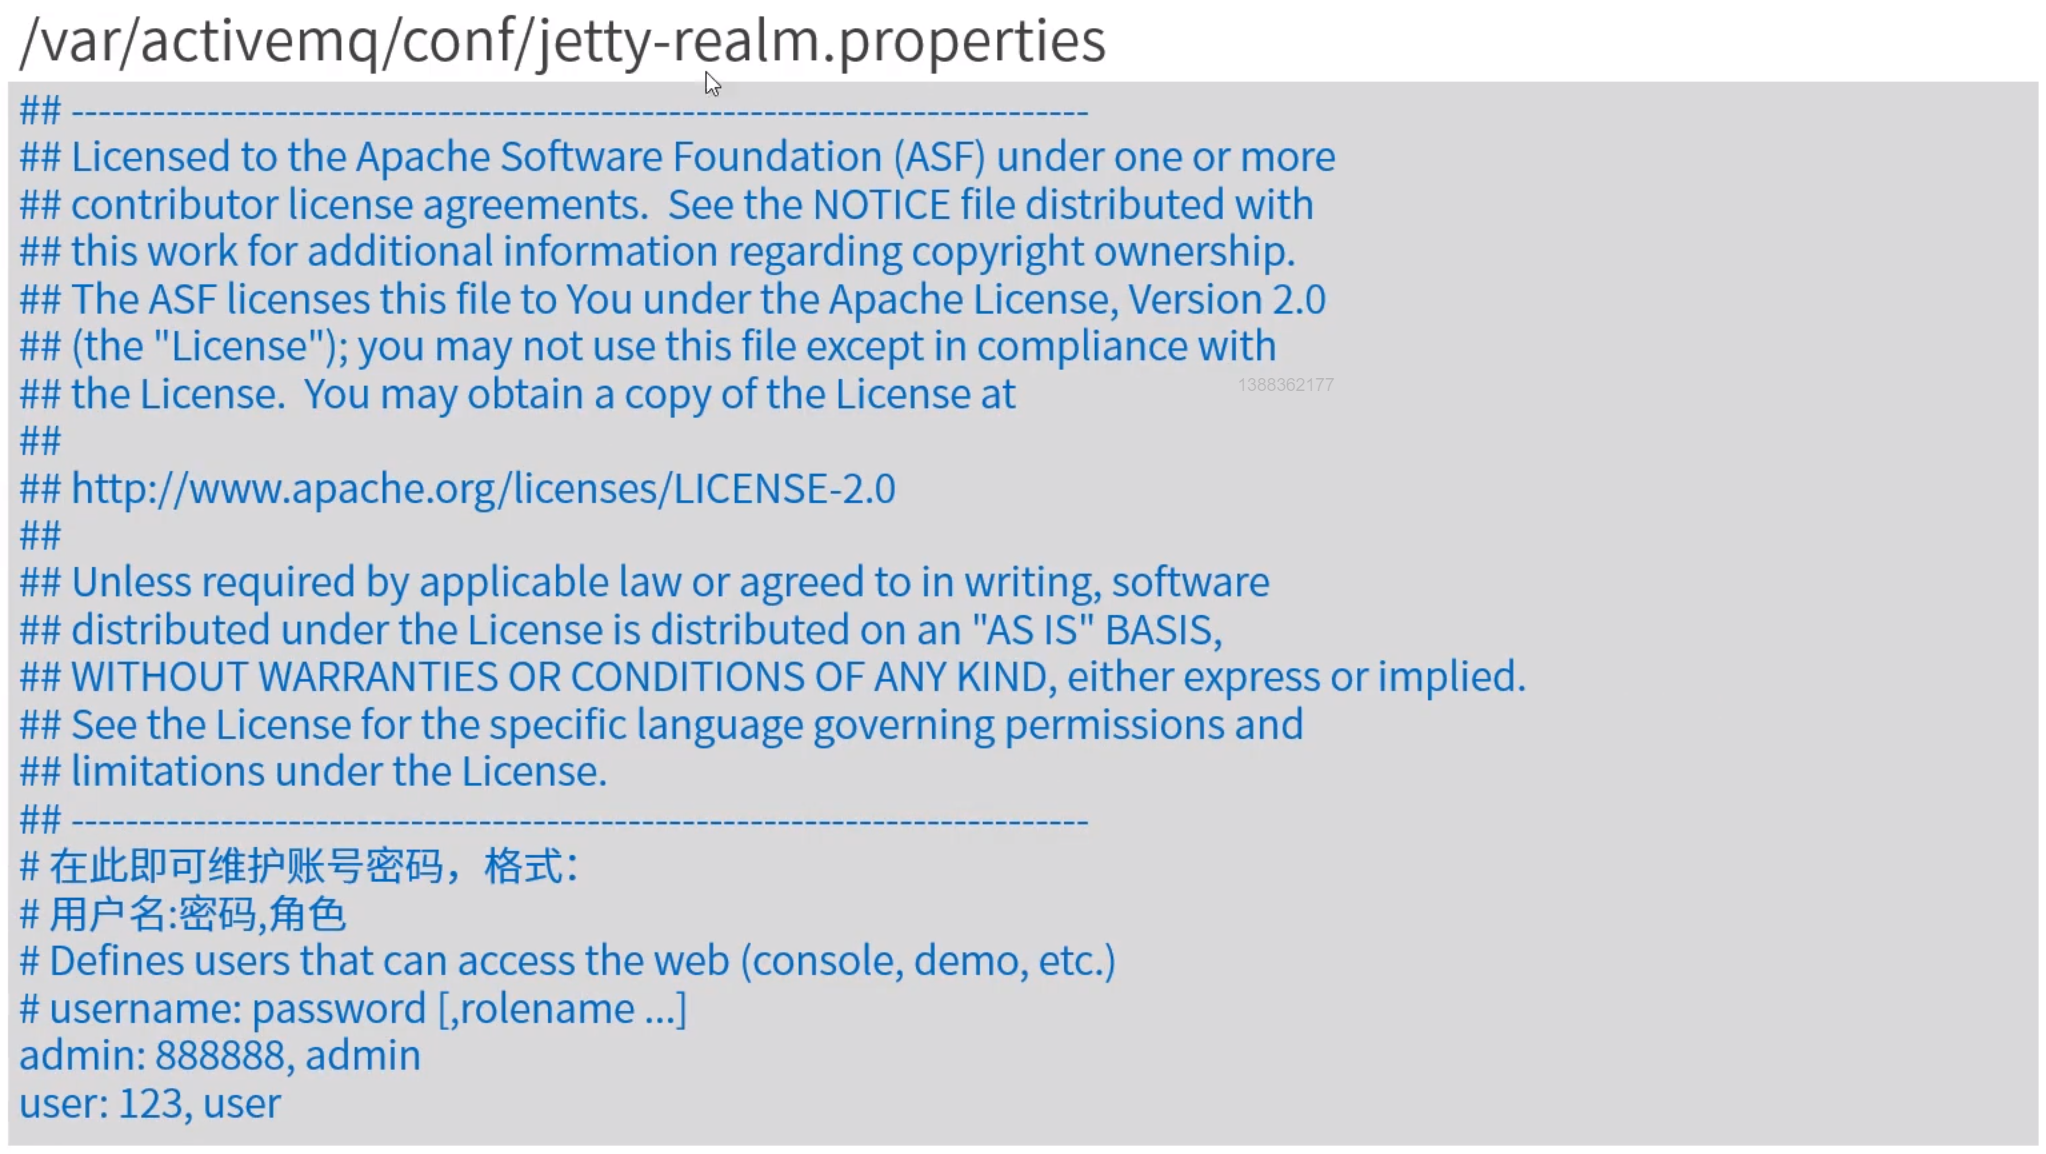 /var/activemq/conf/jetty-realm.properties
## ---------------------------------------------------------------------------
## Licensed to the Apache Software Foundation (ASF) under one or more
## contributor license agreements.  See the NOTICE file distributed with
## this work for additional information regarding copyright ownership.
## The ASF licenses this file to You under the Apache License, Version 2.0
## (the "License"); you may not use this file except in compliance with
## the License.  You may obtain a copy of the License at
1388362177
##
## http://www.apache.org/licenses/LICENSE-2.0
##
## Unless required by applicable law or agreed to in writing, software
## distributed under the License is distributed on an "AS IS" BASIS,
## WITHOUT WARRANTIES OR CONDITIONS OF ANY KIND, either express or implied.
## See the License for the specific language governing permissions and
## limitations under the License.
## ---------------------------------------------------------------------------
# 在此即可维护账号密码，格式：
# 用户名:密码,角色
# Defines users that can access the web (console, demo, etc.)
# username: password [,rolename ...]
admin: 888888, admin
user: 123, user